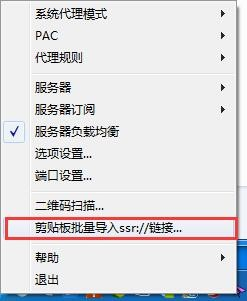 系统代理模式
PAC
代理规则
服务器
服务器订阅
服务器负载均衡
选项设置...
端口设置...
二维码扫描...
剪贴板批量导入ssr://链接...
帮助
退出